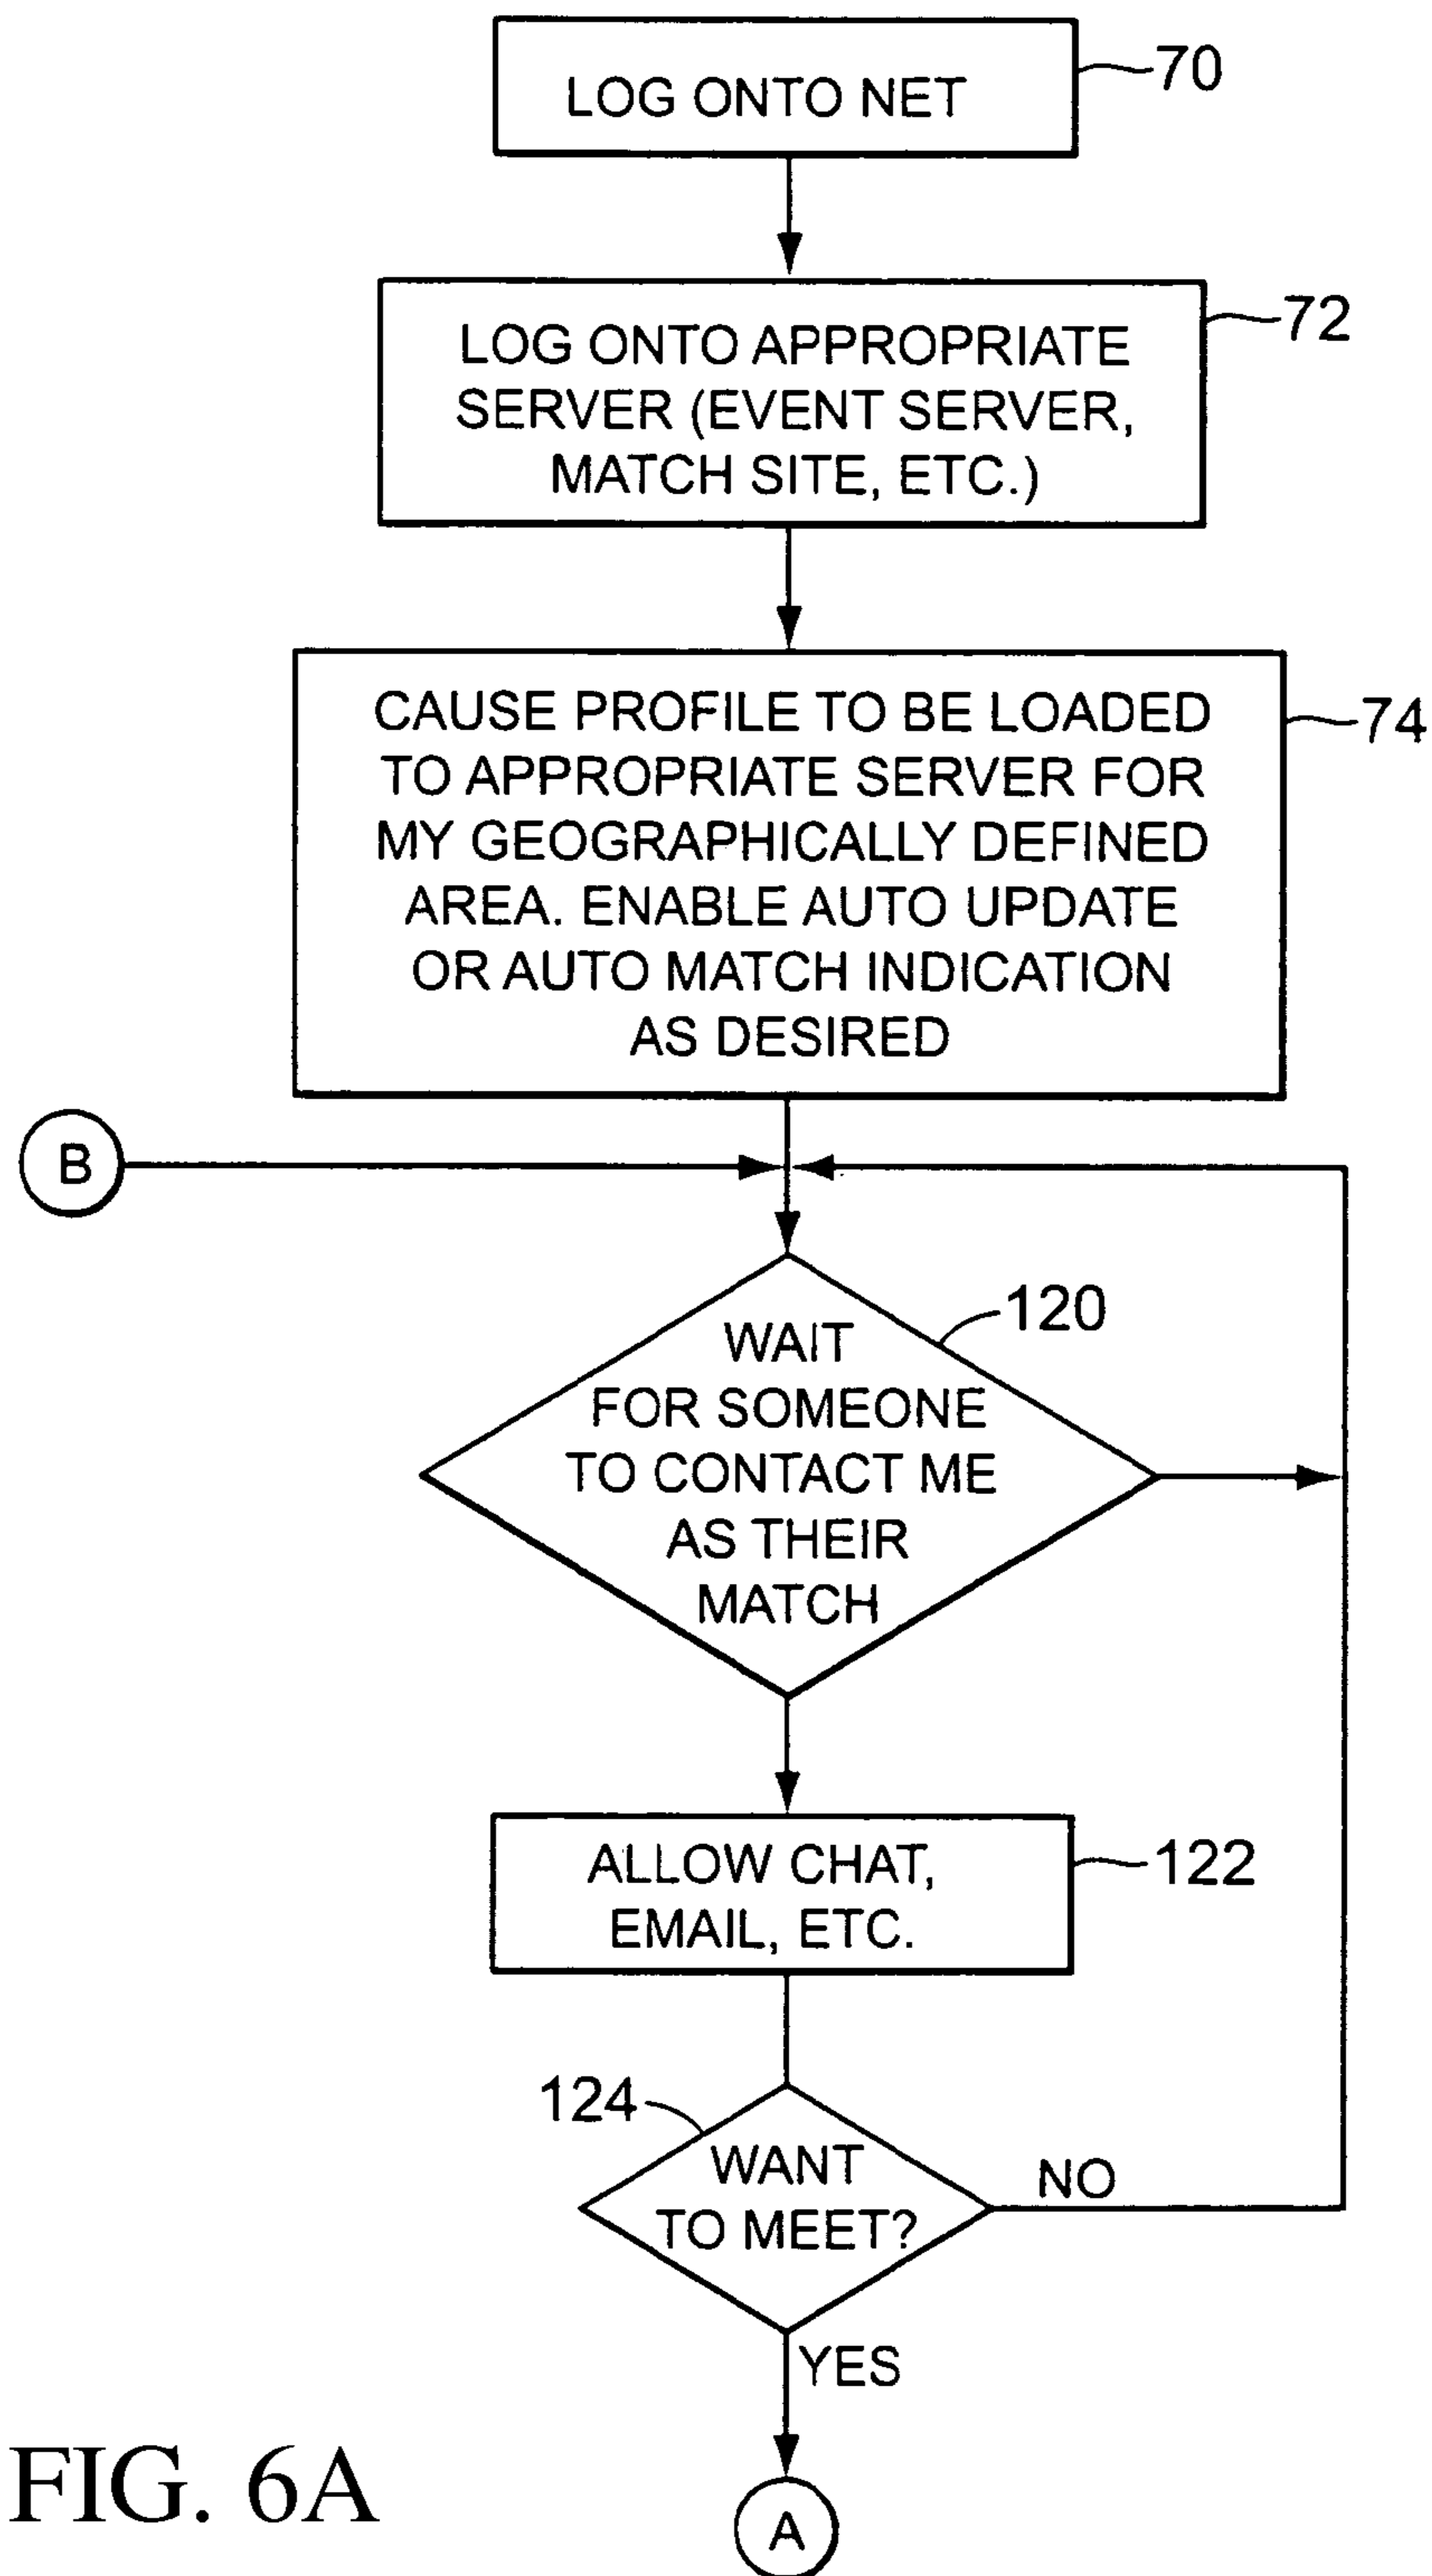 LOG ONTO NET
70
LOG ONTO APPROPRIATE
SERVER (EVENT SERVER,
MATCH SITE, ETC.)
72
CAUSE PROFILE TO BE LOADED
TO APPROPRIATE SERVER FOR
MY GEOGRAPHICALLY DEFINED
AREA. ENABLE AUTO UPDATE
OR AUTO MATCH INDICATION
AS DESIRED
74
B
WAIT
FOR SOMEONE
TO CONTACT ME
AS THEIR
MATCH
120
ALLOW CHAT,
EMAIL, ETC.
122
124
WANT
TO MEET?
NO
YES
A
FIG. 6A